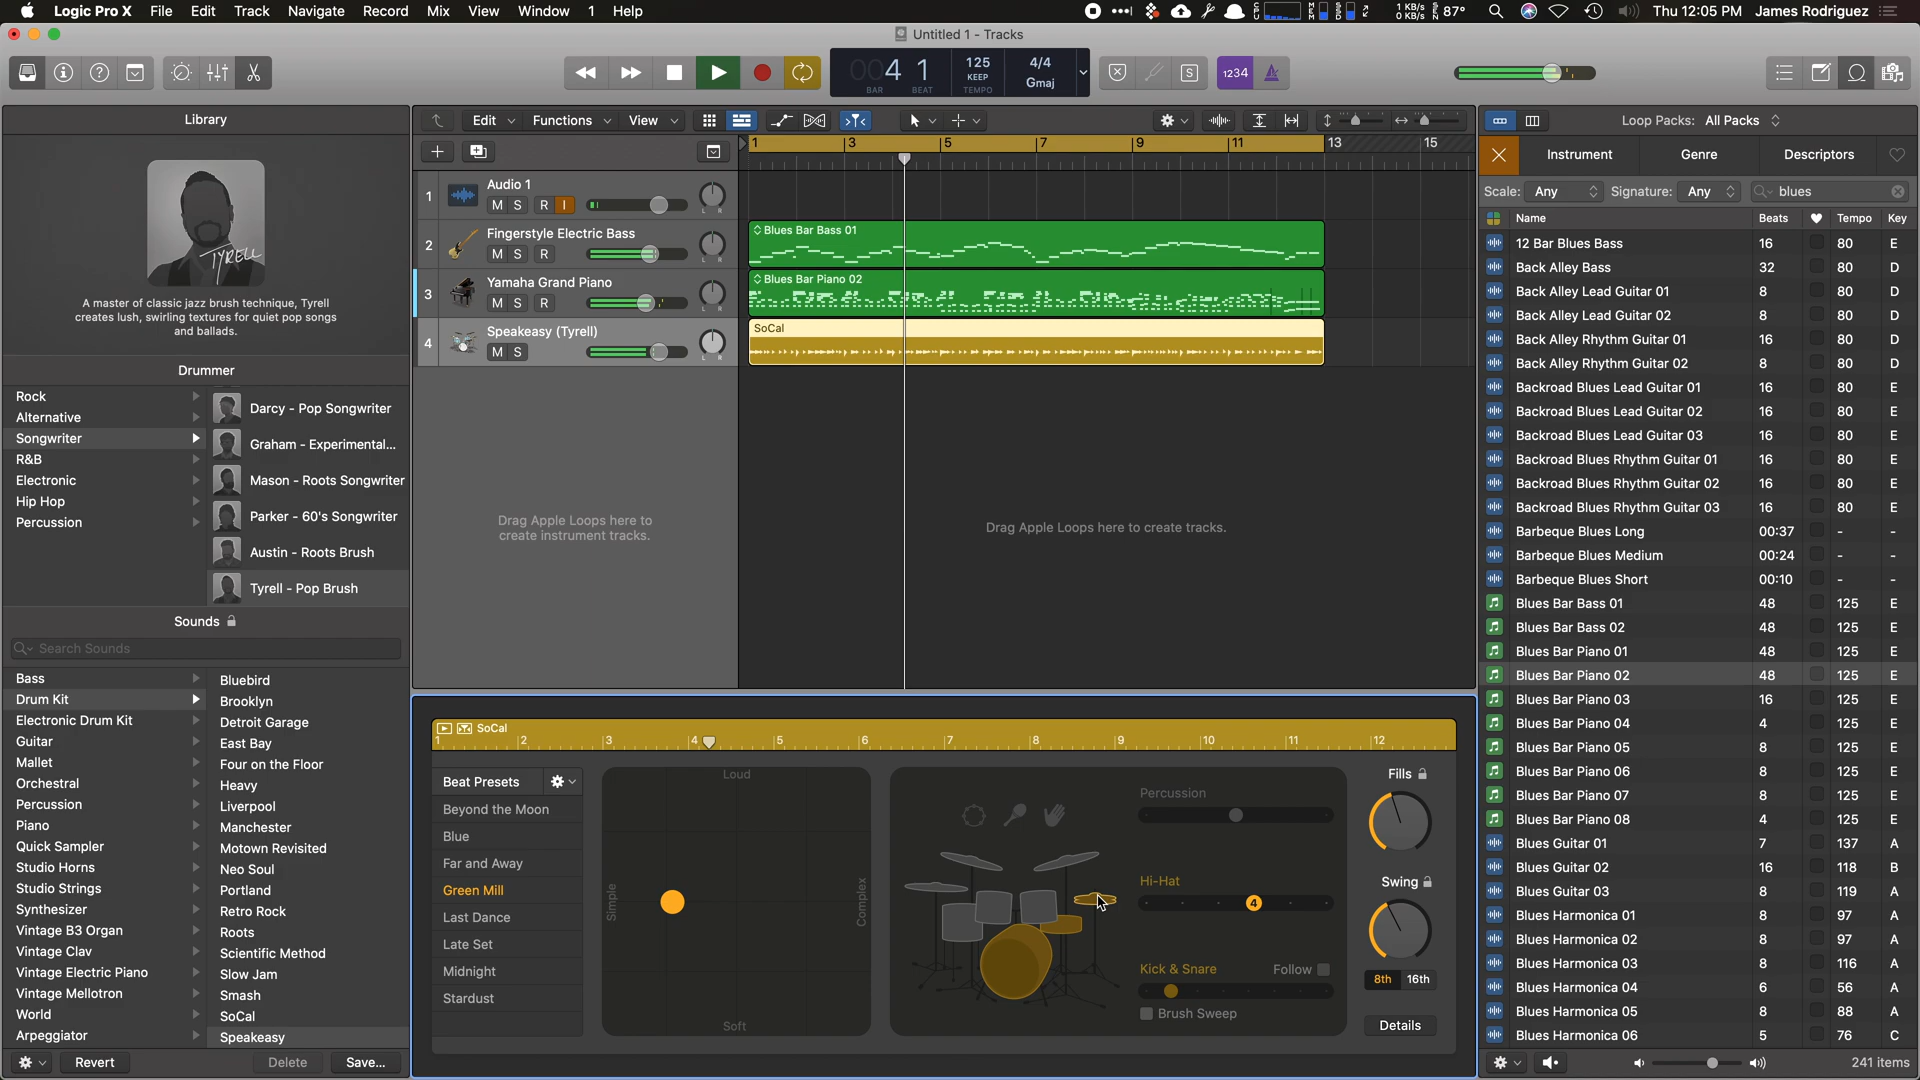 Logic Pro X File Edit Track Navigate Record Mix View Window 1 Help
1 KB/s
0 KB/s
87° Thu 12:05 PM James Rodriguez
Untitled 1 - Tracks
004 1
BAR BEAT
125
KEEP
TEMPO
4/4
Gmaj
S
1234
Library
TYRELL
A master of classic jazz brush technique, Tyrell
creates lush, swirling textures for quiet pop songs
and ballads.
Drummer
Rock
Alternative
Songwriter
R&B
Electronic
Hip Hop
Percussion
Darcy - Pop Songwriter
Graham - Experimental...
Mason - Roots Songwriter
Parker - 60's Songwriter
Austin - Roots Brush
Tyrell - Pop Brush
Sounds
Search Sounds
Bass
Drum Kit
Electronic Drum Kit
Guitar
Mallet
Orchestral
Percussion
Piano
Quick Sampler
Studio Horns
Studio Strings
Synthesizer
Vintage B3 Organ
Vintage Clav
Vintage Electric Piano
Vintage Mellotron
World
Arpeggiator
Bluebird
Brooklyn
Detroit Garage
East Bay
Four on the Floor
Heavy
Liverpool
Manchester
Motown Revisited
Neo Soul
Portland
Retro Rock
Roots
Scientific Method
Slow Jam
Smash
SoCal
Speakeasy
Revert Delete Save...
Edit Functions View
1 3 5 7 9 11 13 15
1 Audio 1
M S R I
L R
2 Fingerstyle Electric Bass
M S R
L R
3 Yamaha Grand Piano
M S R
L R
4 Speakeasy (Tyrell)
M S
L R
Blues Bar Bass 01
Blues Bar Piano 02
SoCal
Drag Apple Loops here to
create instrument tracks.
Drag Apple Loops here to create tracks.
SoCal
1 2 3 4 5 6 7 8 9 10 11 12
Beat Presets
Beyond the Moon
Blue
Far and Away
Green Mill
Last Dance
Late Set
Midnight
Stardust
Loud
Simple
Complex
Soft
Percussion
Hi-Hat
4
Kick & Snare Follow
Brush Sweep
Fills
Swing
8th 16th
Details
Loop Packs: All Packs
Instrument Genre Descriptors
Scale: Any Signature: Any blues
Name Beats Tempo Key
12 Bar Blues Bass 16 80 E
Back Alley Bass 32 80 D
Back Alley Lead Guitar 01 8 80 D
Back Alley Lead Guitar 02 8 80 D
Back Alley Rhythm Guitar 01 16 80 D
Back Alley Rhythm Guitar 02 8 80 D
Backroad Blues Lead Guitar 01 16 80 E
Backroad Blues Lead Guitar 02 16 80 E
Backroad Blues Lead Guitar 03 16 80 E
Backroad Blues Rhythm Guitar 01 16 80 E
Backroad Blues Rhythm Guitar 02 16 80 E
Backroad Blues Rhythm Guitar 03 16 80 E
Barbeque Blues Long 00:37 - -
Barbeque Blues Medium 00:24 - -
Barbeque Blues Short 00:10 - -
Blues Bar Bass 01 48 125 E
Blues Bar Bass 02 48 125 E
Blues Bar Piano 01 48 125 E
Blues Bar Piano 02 48 125 E
Blues Bar Piano 03 16 125 E
Blues Bar Piano 04 4 125 E
Blues Bar Piano 05 8 125 E
Blues Bar Piano 06 8 125 E
Blues Bar Piano 07 8 125 E
Blues Bar Piano 08 4 125 E
Blues Guitar 01 7 137 A
Blues Guitar 02 16 118 B
Blues Guitar 03 8 119 A
Blues Harmonica 01 8 97 A
Blues Harmonica 02 8 97 A
Blues Harmonica 03 8 116 A
Blues Harmonica 04 6 56 A
Blues Harmonica 05 8 88 A
Blues Harmonica 06 5 76 C
241 items